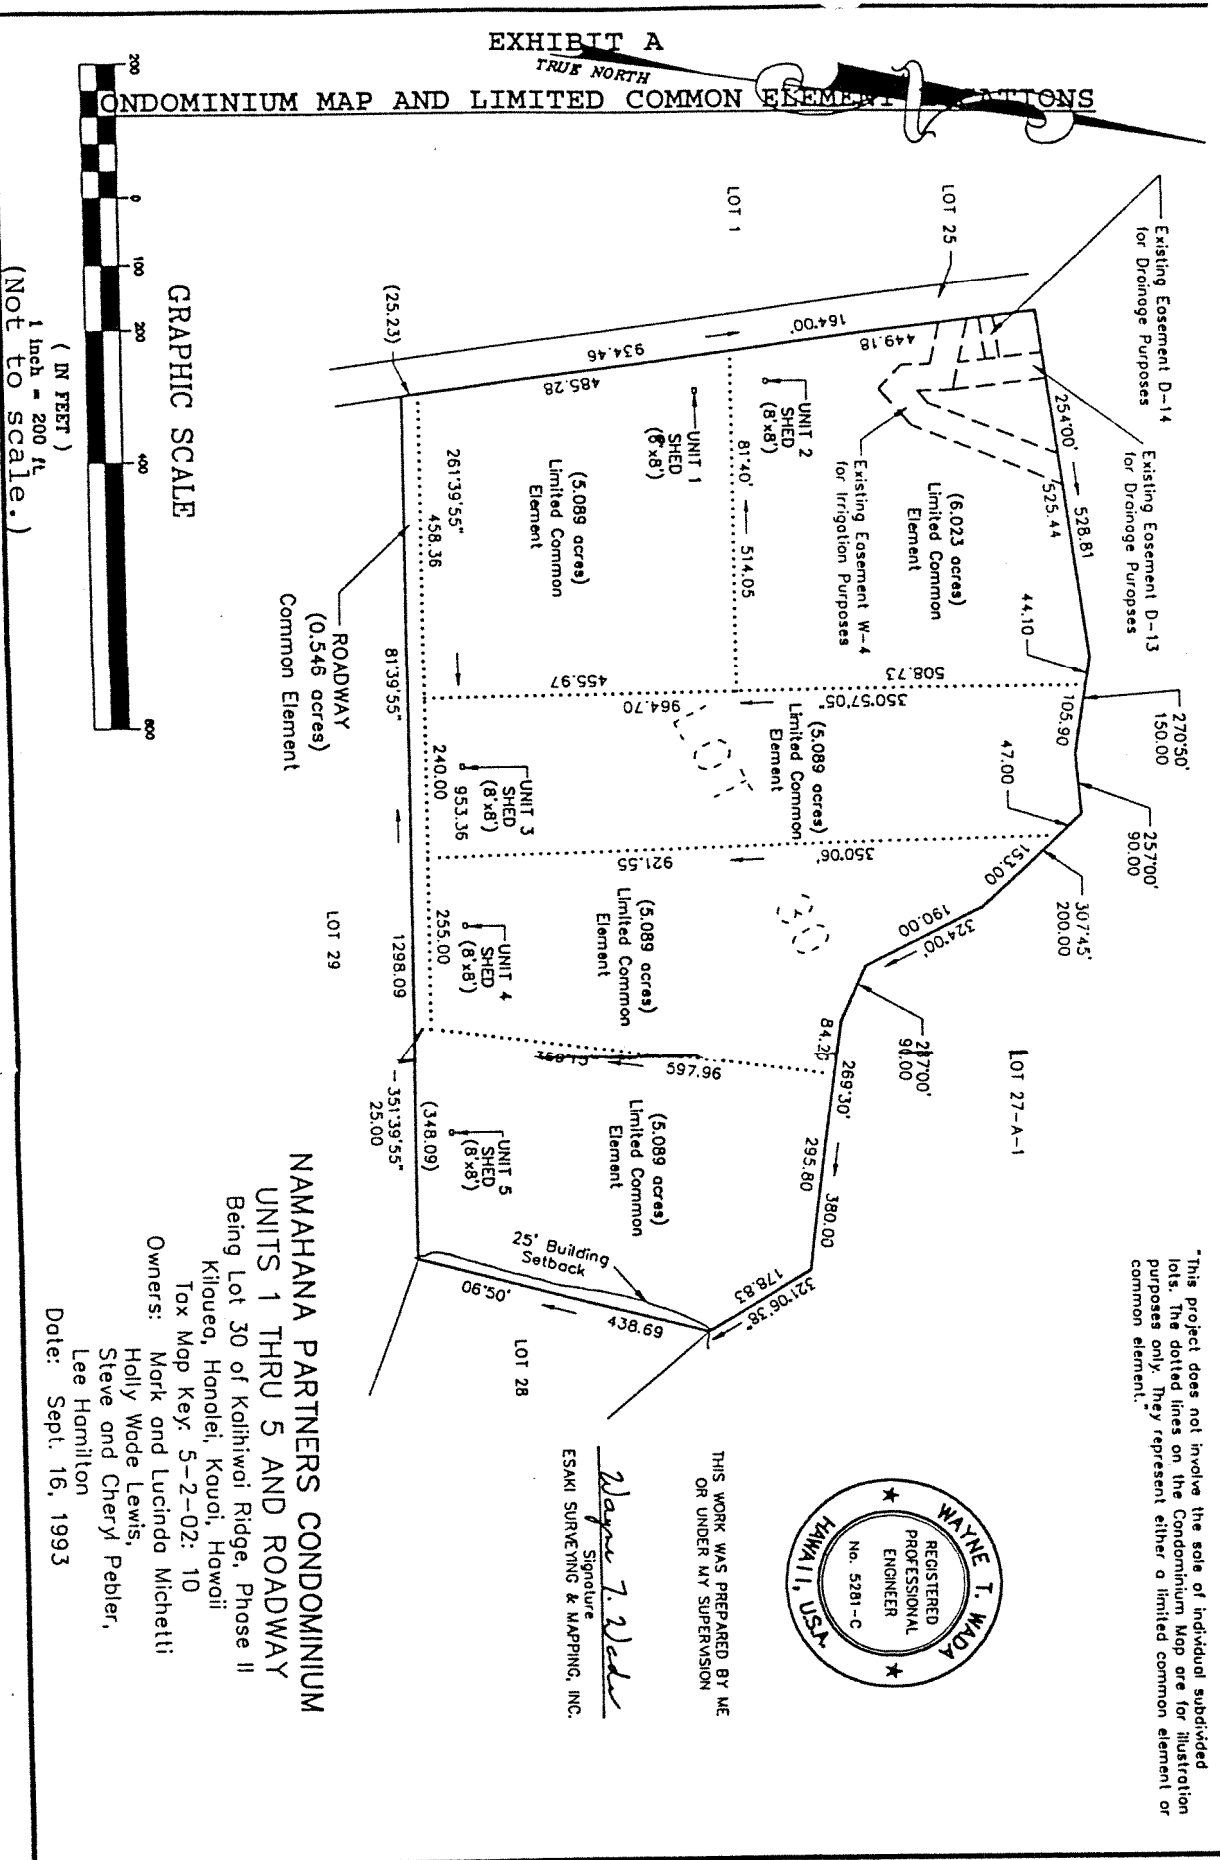 EXHIBIT A
TRUE NORTH
ONDOMINIUM MAP AND LIMITED COMMON ELEMENT
ATIONS
Existing Easement D-14
for Drainage Purposes
Existing Easement D-13
for Drainage Puropses
LOT 25
LOT 1
164°00'
449.18
934.46
485.28
(25.23)
254°00'
528.81
525.44
44.10
270°50'
150.00
105.90
257°00'
90.00
47.00
307°45'
200.00
153.00
324°00'
190.00
90.00
LOT 27-A-1
84.20
269°30'
295.80
380.00
321°06'38"
178.83
(6.023 acres)
Limited Common
Element
Existing Easement W-4
for Irrigation Purposes
UNIT 2
SHED
(8'x8')
81°40'
514.05
UNIT 1
SHED
(8'x8')
(5.089 acres)
Limited Common
Element
261°39'55"
458.36
508.73
350°57'05"
455.97
964.70
(5.089 acres)
Limited Common
Element
LOT
30
UNIT 3
SHED
(8'x8')
953.36
240.00
350°06'
921.55
(5.089 acres)
Limited Common
Element
UNIT 4
SHED
(8'x8')
255.00
597.96
(5.089 acres)
Limited Common
Element
UNIT 5
SHED
(8'x8')
(348.09)
351°39'55"
25.00
81°39'55"
1298.09
ROADWAY
(0.546 acres)
Common Element
LOT 29
25' Building
Setback
06°50'
438.69
LOT 28
GRAPHIC SCALE
200
0
100
200
400
800
( IN FEET )
1 inch = 200 ft.
(Not to scale.)
"This project does not involve the sale of individual subdivided
lots. The dotted lines on the Condominium Map are for illustration
purposes only. They represent either a limited common element or
common element."
WAYNE T. WADA
REGISTERED
PROFESSIONAL
ENGINEER
No. 5281-C
HAWAII, U.S.A.
THIS WORK WAS PREPARED BY ME
OR UNDER MY SUPERVISION
Wayne T. Wada
Signature
ESAKI SURVEYING & MAPPING, INC.
NAMAHANA PARTNERS CONDOMINIUM
UNITS 1 THRU 5 AND ROADWAY
Being Lot 30 of Kalihiwai Ridge, Phase II
Kilauea, Hanalei, Kauai, Hawaii
Tax Map Key: 5-2-02: 10
Owners: Mark and Lucinda Michetti
Holly Wade Lewis,
Steve and Cheryl Pebler,
Lee Hamilton
Date: Sept. 16, 1993